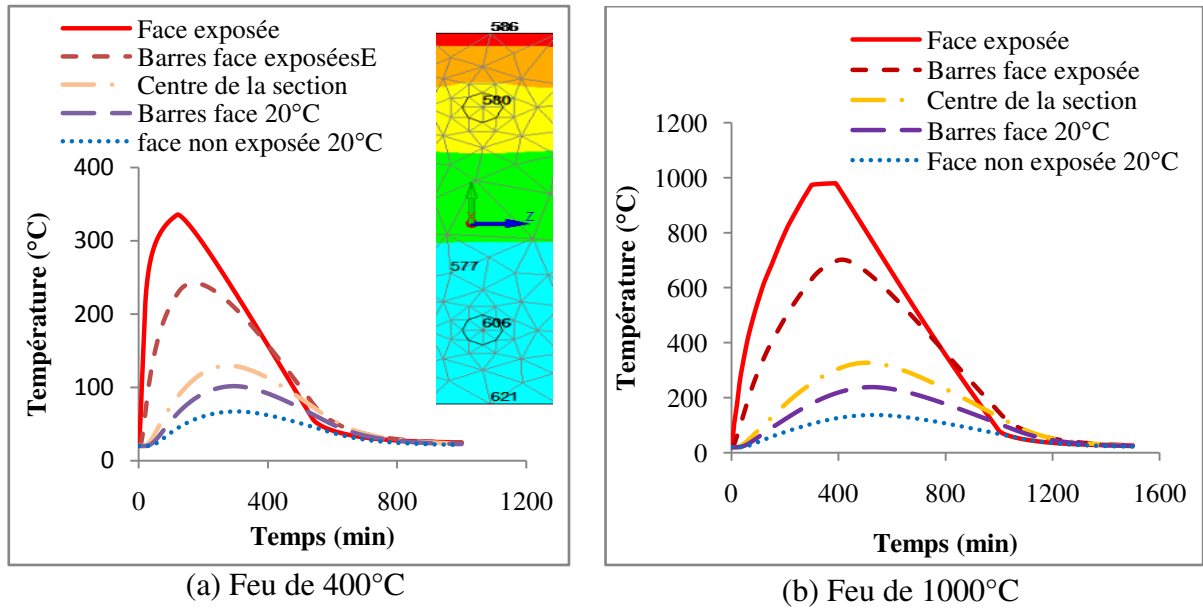 Face exposée
Barres face exposéesE
Centre de la section
Barres face 20°C
face non exposée 20°C
586
580
Z
577
606
621
400
300
200
100
0
Température (°C)
0
400
800
1200
Temps (min)
(a) Feu de 400°C
Face exposée
Barres face exposée
Centre de la section
Barres face 20°C
Face non exposée 20°C
1200
1000
800
600
400
200
0
Température (°C)
0
400
800
1200
1600
Temps (min)
(b) Feu de 1000°C